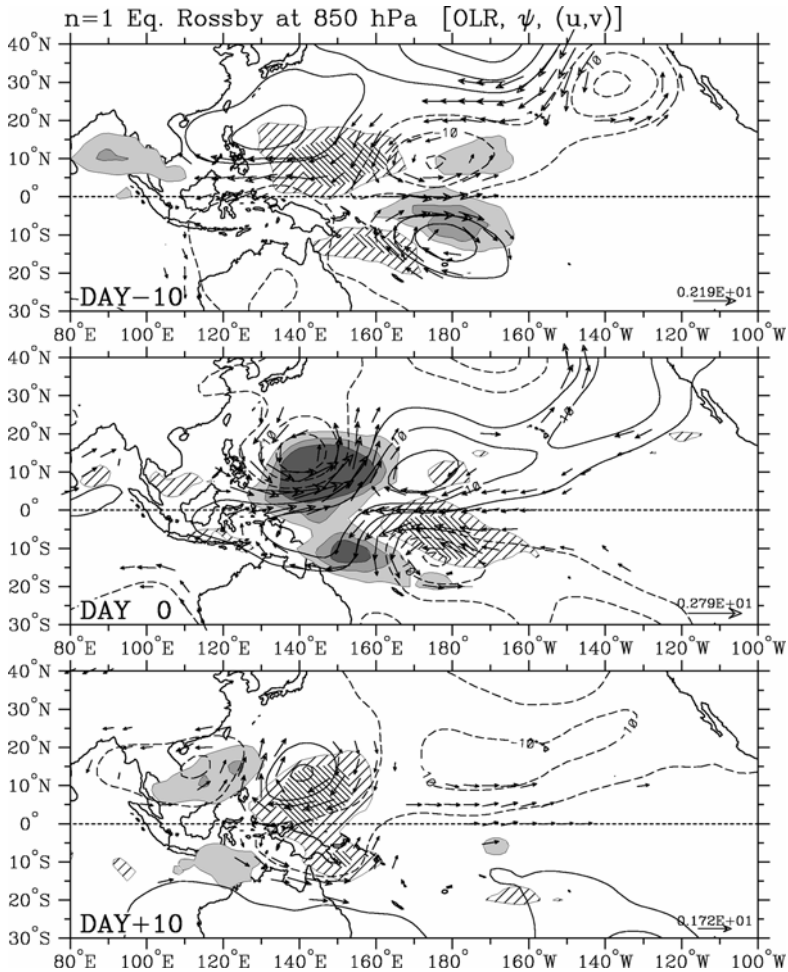 n=1 Eq. Rossby at 850 hPa [OLR, ψ, (u,v)]
40°N
30°N
20°N
10°N
0°
10°S
20°S
30°S
10
10
DAY-10
0.219E+01
80°E 100°E 120°E 140°E 160°E 180° 160°W 140°W 120°W 100°W
40°N
30°N
20°N
10°N
0°
10°S
20°S
30°S
10
DAY 0
0.279E+01
80°E 100°E 120°E 140°E 160°E 180° 160°W 140°W 120°W 100°W
40°N
30°N
20°N
10°N
0°
10°S
20°S
30°S
10
10
10
DAY+10
0.172E+01
80°E 100°E 120°E 140°E 160°E 180° 160°W 140°W 120°W 100°W